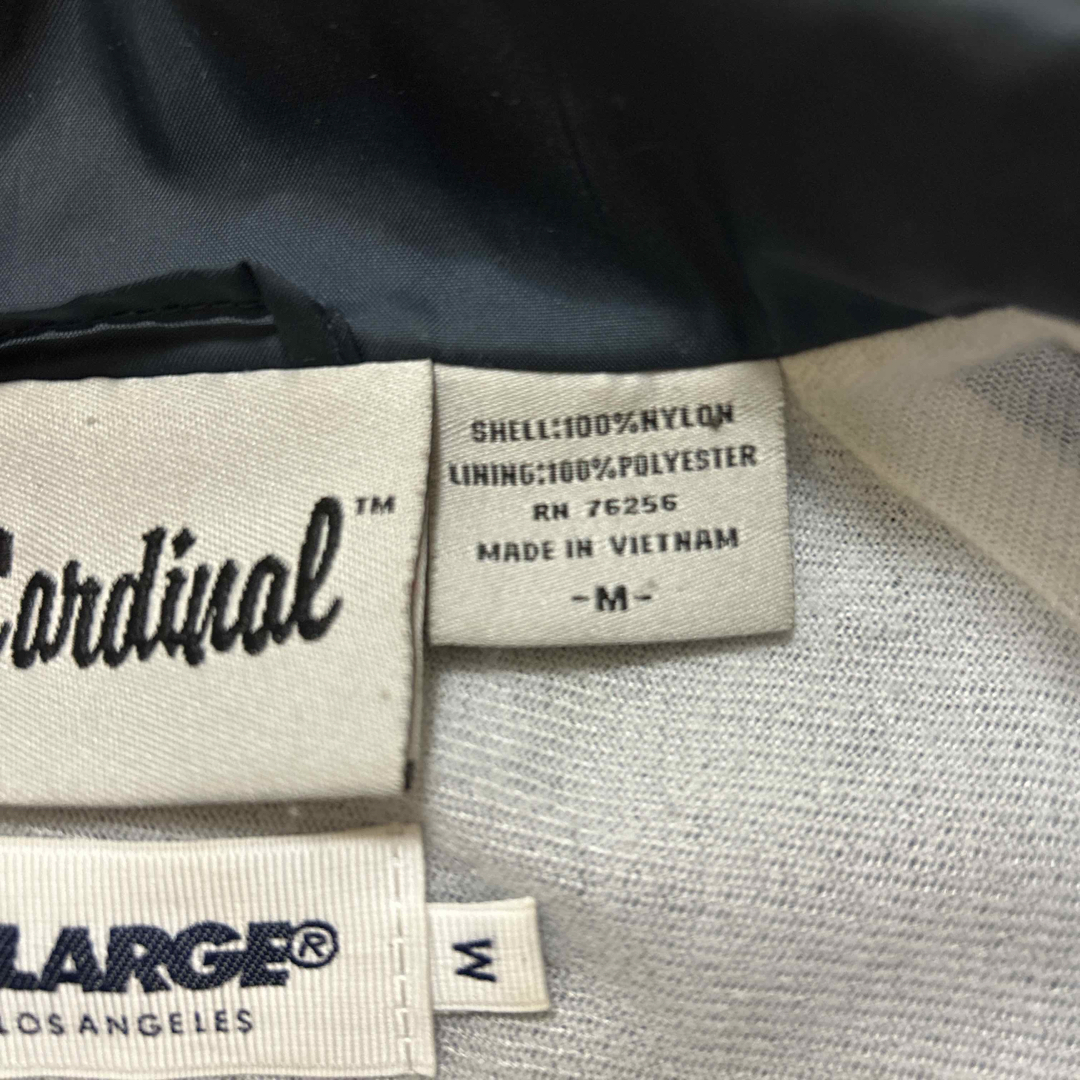 Cardinal™
SHELL:100%NYLON
LINING:100%POLYESTER
RN 76256
MADE IN VIETNAM
-M-
LARGE®
LOS ANGELES
M